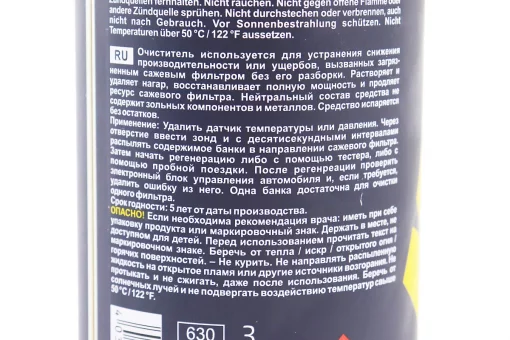 Zündquellen fernhalten. Nicht rauchen. Nicht gegen offene Flamme
oder andere Zündquelle sprühen. Nicht durchstechen oder verbrennen, auch
nicht nach Gebrauch. Vor Sonnenbestrahlung schützen. Nicht
Temperaturen über 50 °C / 122 °F aussetzen.
RU Очиститель используется для устранения снижения
производительности или ущербов, вызванных загряз-
ненным сажевым фильтром без его разборки. Растворяет и
удаляет нагар, восстанавливает полную мощность и продляет
ресурс сажевого фильтра. Нейтральный состав средства не
содержит зольных компонентов и металлов. Средство испаряется
без остатков.
Применение: Удалить датчик температуры или давления. Через
отверстие ввести зонд и с десятисекундными интервалами
распылять содержимое банки в направлении сажевого фильтра.
Затем начать регенерацию либо с помощью тестера, либо с
помощью пробной поездки. После регенреации проверить
электронный блок управления автомобиля и, если требуется,
удалить ошибку из него. Одна банка достаточна для очистки
одного фильтра.
Срок годности: 5 лет от даты производства.
ОПАСНО! Если необходима рекомендация врача: иметь при себе
упаковку продукта или маркировочный знак. Держать в месте, не
доступном для детей. Перед использованием прочитать текст на
маркировочном знаке. Беречь от тепла / искр / открытого огня /
горячих поверхностей. – Не курить. Не направлять распыленную
жидкость на открытое пламя или другие источники возгорания. Не
протыкать и не сжигать, даже после использования. Беречь от
солнечных лучей и не подвергать воздействию температур свыше
50 °C / 122 °F.
630 3